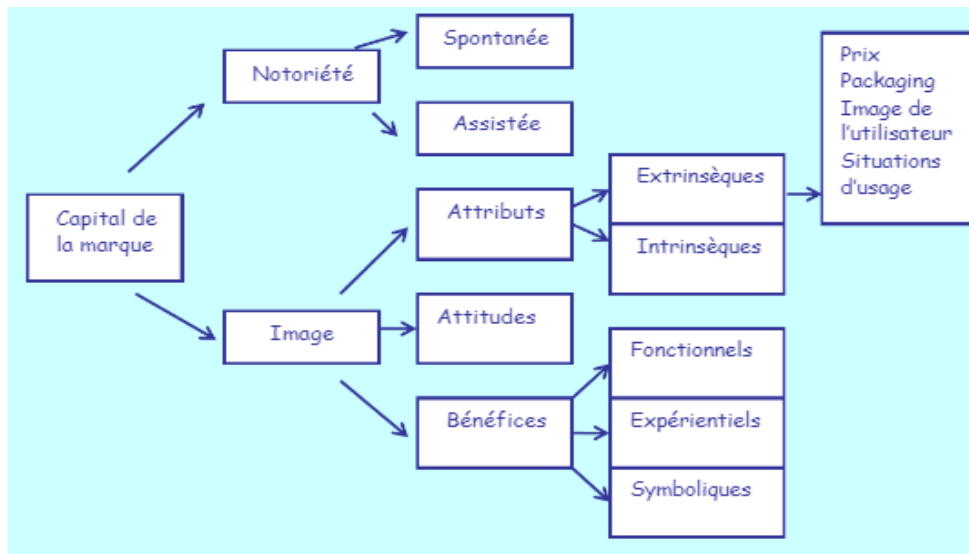 Spontanée
Notoriété
Assistée
Prix
Packaging
Image de
l'utilisateur
Situations
d'usage
Extrinsèques
Attributs
Intrinsèques
Capital de
la marque
Image
Attitudes
Fonctionnels
Bénéfices
Expérientiels
Symboliques